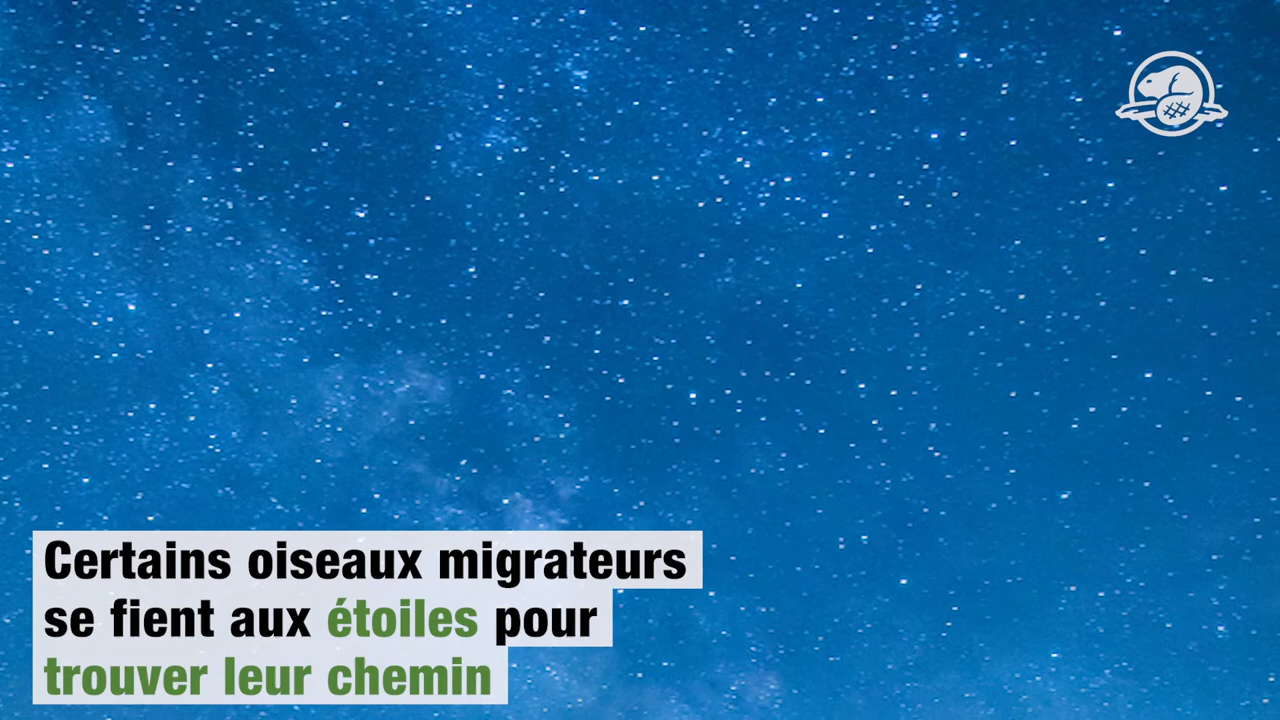 Certains oiseaux migrateurs
se fient aux étoiles pour
trouver leur chemin